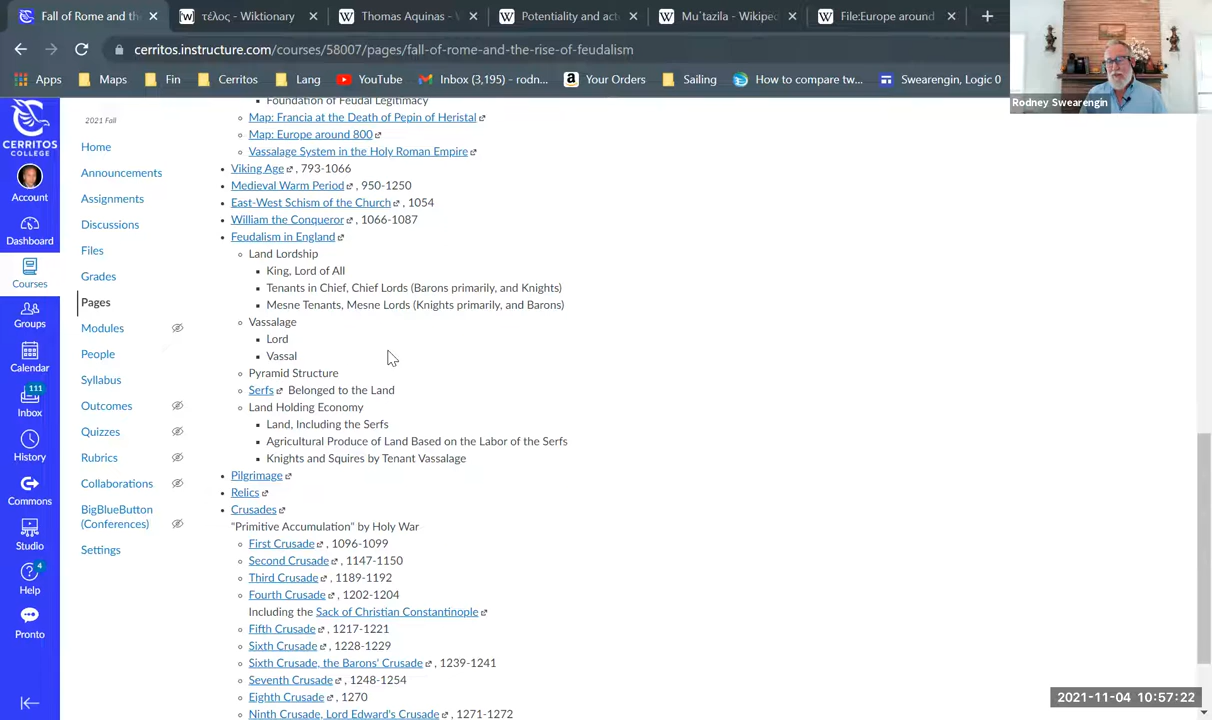 Fall of Rome and the Rise of Feud
τέλος - Wiktionary
Thomas Aquinas - W
Potentiality and act
Muʿtazila - Wikiped
File:Europe around
cerritos.instructure.com/courses/58007/pages/fall-of-rome-and-the-rise-of-feudalism
Apps
Maps
Fin
Cerritos
Lang
YouTube
Inbox (3,195) - rodn...
Your Orders
Sailing
How to compare tw...
Swearengin, Logic 0
Rodney Swearengin
CERRITOS
COLLEGE
Account
Dashboard
Courses
Groups
Calendar
111
Inbox
History
Commons
Studio
4
Help
Pronto
2021 Fall
Home
Announcements
Assignments
Discussions
Files
Grades
Pages
Modules
People
Syllabus
Outcomes
Quizzes
Rubrics
Collaborations
BigBlueButton
(Conferences)
Settings
Foundation of Feudal Legitimacy
Map: Francia at the Death of Pepin of Heristal
Map: Europe around 800
Vassalage System in the Holy Roman Empire
Viking Age , 793-1066
Medieval Warm Period , 950-1250
East-West Schism of the Church , 1054
William the Conqueror , 1066-1087
Feudalism in England
Land Lordship
King, Lord of All
Tenants in Chief, Chief Lords (Barons primarily, and Knights)
Mesne Tenants, Mesne Lords (Knights primarily, and Barons)
Vassalage
Lord
Vassal
Pyramid Structure
Serfs Belonged to the Land
Land Holding Economy
Land, Including the Serfs
Agricultural Produce of Land Based on the Labor of the Serfs
Knights and Squires by Tenant Vassalage
Pilgrimage
Relics
Crusades
"Primitive Accumulation" by Holy War
First Crusade , 1096-1099
Second Crusade , 1147-1150
Third Crusade , 1189-1192
Fourth Crusade , 1202-1204
Including the Sack of Christian Constantinople
Fifth Crusade , 1217-1221
Sixth Crusade , 1228-1229
Sixth Crusade, the Barons' Crusade , 1239-1241
Seventh Crusade , 1248-1254
Eighth Crusade , 1270
Ninth Crusade, Lord Edward's Crusade , 1271-1272
2021-11-04 10:57:22